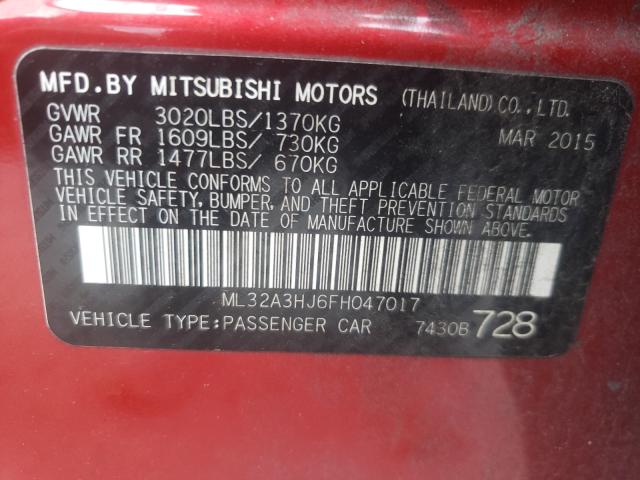 MFD.BY MITSUBISHI MOTORS (THAILAND) CO.,LTD.
GVWR 3020LBS/1370KG MAR 2015
GAWR FR 1609LBS/ 730KG
GAWR RR 1477LBS/ 670KG
THIS VEHICLE CONFORMS TO ALL APPLICABLE FEDERAL MOTOR
VEHICLE SAFETY, BUMPER, AND THEFT PREVENTION STANDARDS
IN EFFECT ON THE DATE OF MANUFACTURE SHOWN ABOVE.
ML32A3HJ6FH047017
VEHICLE TYPE:PASSENGER CAR 7430B 728